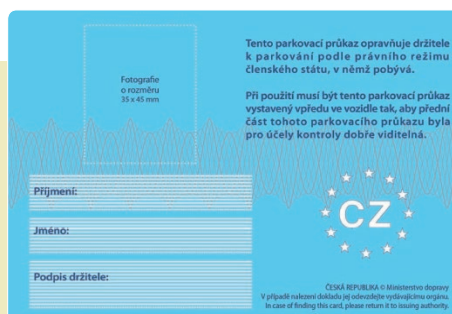 Fotografie
o rozměru
35 x 45 mm
Příjmení:
Jméno:
Podpis držitele:
Tento parkovací průkaz opravňuje držitele
k parkování podle právního režimu
členského státu, v němž pobývá.
Při použití musí být tento parkovací průkaz
vystavený vpředu ve vozidle tak, aby přední
část tohoto parkovacího průkazu byla
pro účely kontroly dobře viditelná.
CZ
ČESKÁ REPUBLIKA © Ministerstvo dopravy
V případě nalezení dokladu jej odevzdejte vydávajícímu orgánu.
In case of finding this card, please return it to issuing authority.